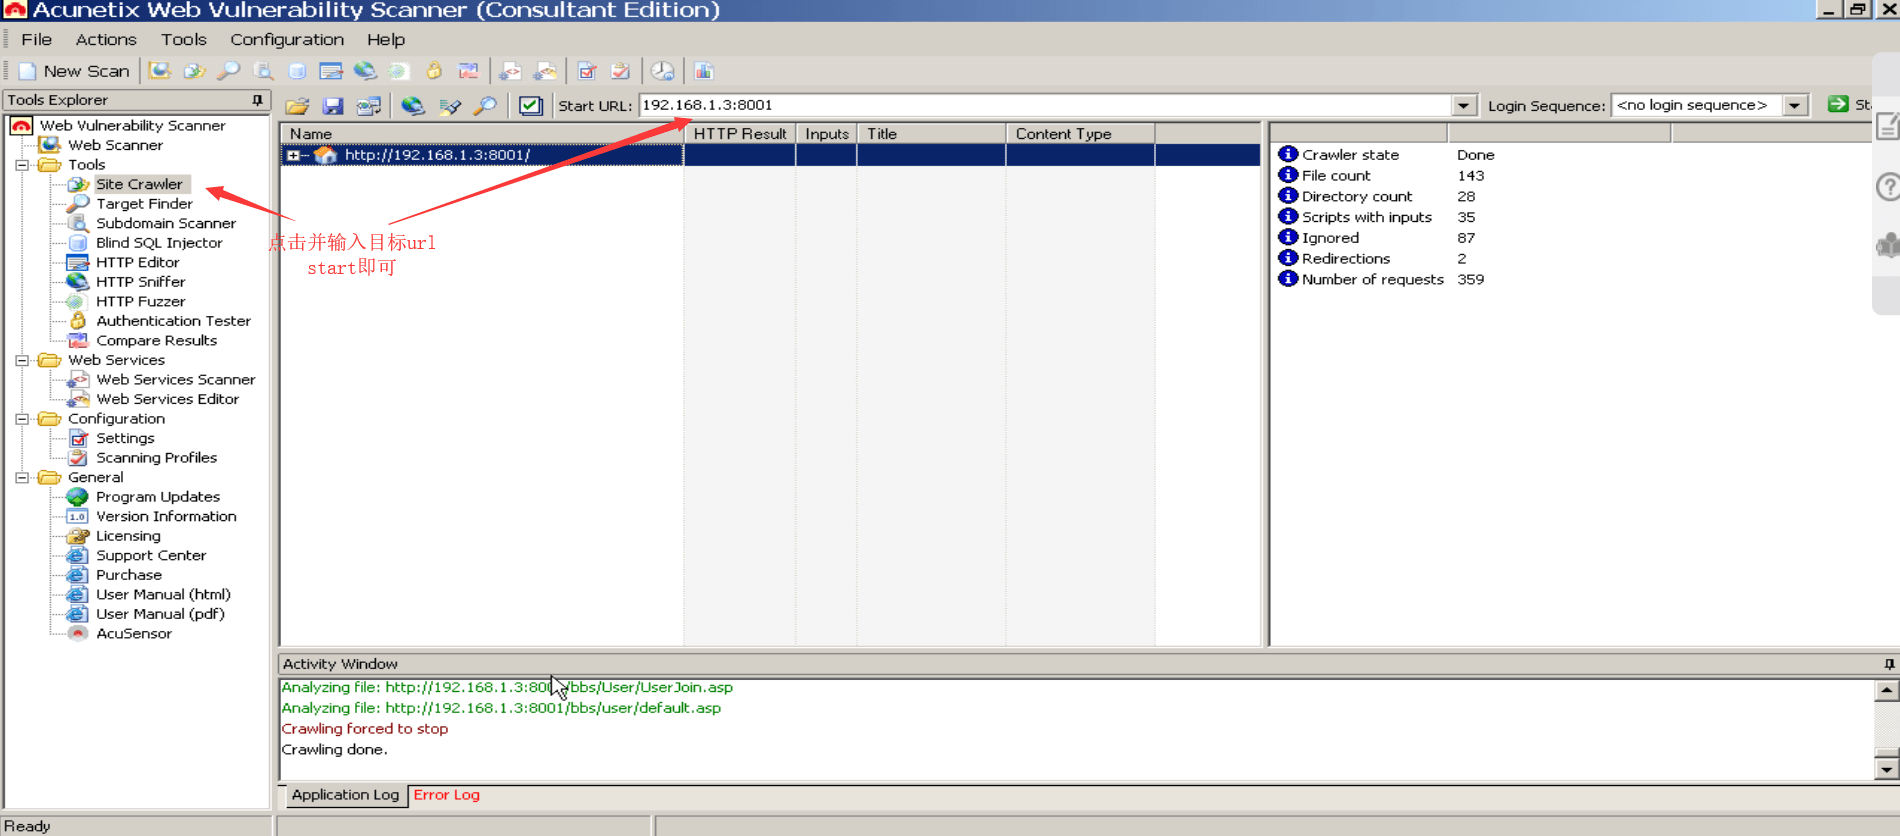 Acunetix Web Vulnerability Scanner (Consultant Edition)
File Actions Tools Configuration Help
New Scan
Tools Explorer
Start URL: 192.168.1.3:8001 Login Sequence: <no login sequence>
Web Vulnerability Scanner
Web Scanner
Tools
Site Crawler
Target Finder
Subdomain Scanner
Blind SQL Injector
HTTP Editor
HTTP Sniffer
HTTP Fuzzer
Authentication Tester
Compare Results
Web Services
Web Services Scanner
Web Services Editor
Configuration
Settings
Scanning Profiles
General
Program Updates
1.0 Version Information
Licensing
Support Center
Purchase
User Manual (html)
User Manual (pdf)
AcuSensor
Name HTTP Result Inputs Title Content Type
http://192.168.1.3:8001/
点击并输入目标url
start即可
Crawler state Done
File count 143
Directory count 28
Scripts with inputs 35
Ignored 87
Redirections 2
Number of requests 359
Activity Window
Analyzing file: http://192.168.1.3:8001/bbs/User/UserJoin.asp
Analyzing file: http://192.168.1.3:8001/bbs/user/default.asp
Crawling forced to stop
Crawling done.
Application Log Error Log
Ready